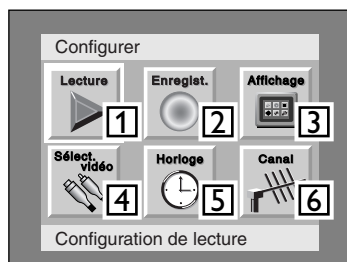 Configurer
Lecture
1
Enregist.
2
Affichage
3
Sélect.
vidéo
4
Horloge
5
Canal
6
Configuration de lecture